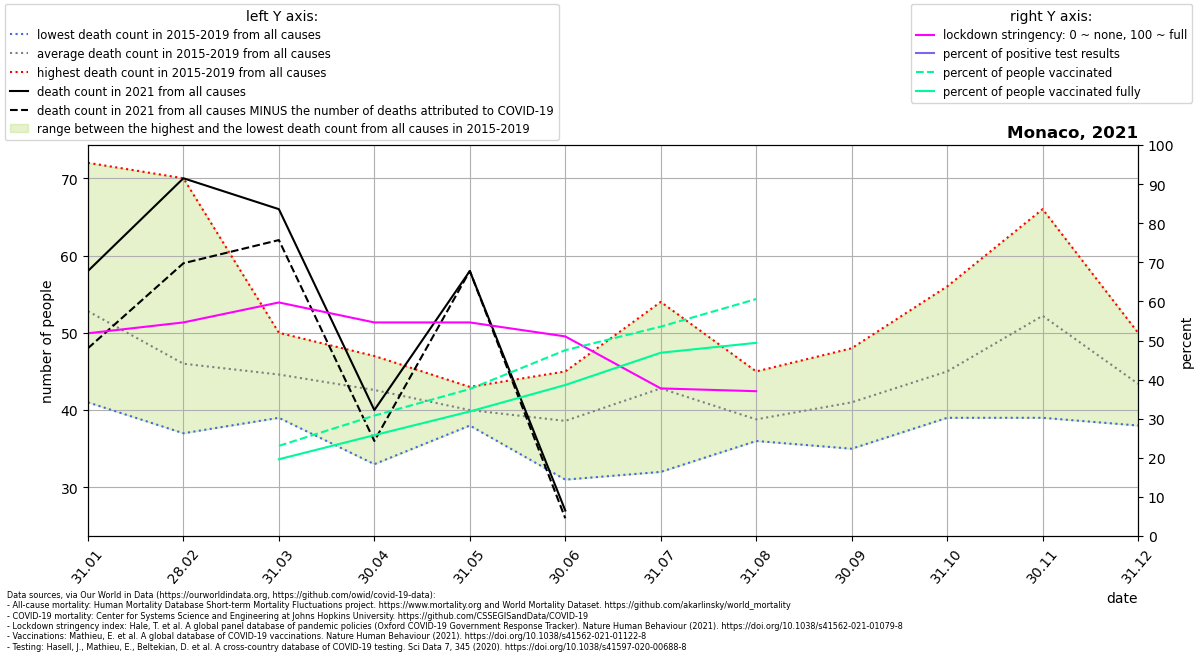 left Y axis:
lowest death count in 2015-2019 from all causes
average death count in 2015-2019 from all causes
highest death count in 2015-2019 from all causes
death count in 2021 from all causes
death count in 2021 from all causes MINUS the number of deaths attributed to COVID-19
range between the highest and the lowest death count from all causes in 2015-2019
right Y axis:
lockdown stringency: 0 ~ none, 100 ~ full
percent of positive test results
percent of people vaccinated
percent of people vaccinated fully
Monaco, 2021
number of people
70
60
50
40
30
100
90
80
70
60
50
40
30
20
10
0
percent
31.01
28.02
31.03
30.04
31.05
30.06
31.07
31.08
30.09
31.10
30.11
31.12
date
Data sources, via Our World in Data (https://ourworldindata.org, https://github.com/owid/covid-19-data):
- All-cause mortality: Human Mortality Database Short-term Mortality Fluctuations project. https://www.mortality.org and World Mortality Dataset. https://github.com/akarlinsky/world_mortality
- COVID-19 mortality: Center for Systems Science and Engineering at Johns Hopkins University. https://github.com/CSSEGISandData/COVID-19
- Lockdown stringency index: Hale, T. et al. A global panel database of pandemic policies (Oxford COVID-19 Government Response Tracker). Nature Human Behaviour (2021). https://doi.org/10.1038/s41562-021-01079-8
- Vaccinations: Mathieu, E. et al. A global database of COVID-19 vaccinations. Nature Human Behaviour (2021). https://doi.org/10.1038/s41562-021-01122-8
- Testing: Hasell, J., Mathieu, E., Beltekian, D. et al. A cross-country database of COVID-19 testing. Sci Data 7, 345 (2020). https://doi.org/10.1038/s41597-020-00688-8